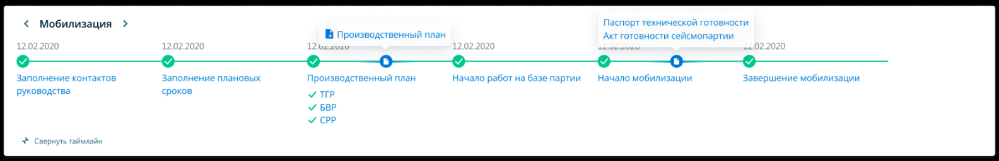 Мобилизация
Производственный план
Паспорт технической готовности
Акт готовности сейсмопартии
12.02.2020
12.02.2020
12.02.2020
12.02.2020
12.02.2020
12.02.2020
Заполнение контактов
руководства
Заполнение плановых
сроков
Производственный план
ТГР
БВР
СРР
Начало работ на базе партии
Начало мобилизации
Завершение мобилизации
Свернуть таймлайн